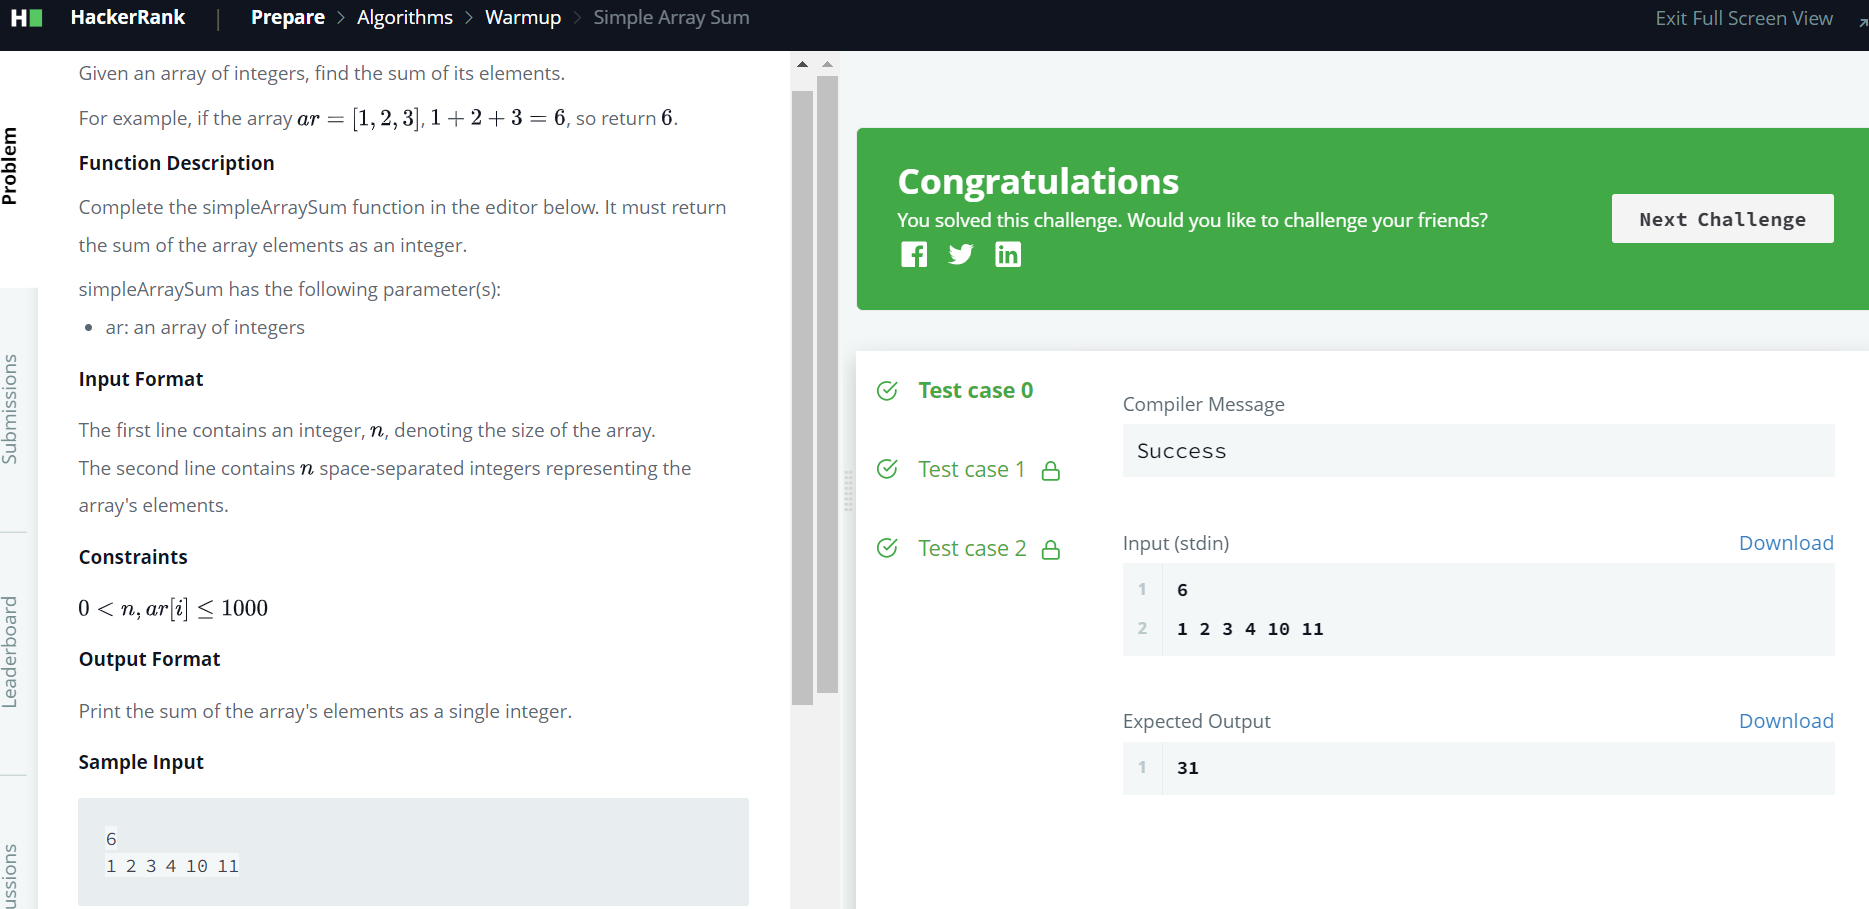 H HackerRank | Prepare > Algorithms > Warmup > Simple Array Sum Exit Full Screen View
Problem
Submissions
Leaderboard
ussions
Given an array of integers, find the sum of its elements.
For example, if the array ar = [1, 2, 3], 1 + 2 + 3 = 6, so return 6.
Function Description
Complete the simpleArraySum function in the editor below. It must return
the sum of the array elements as an integer.
simpleArraySum has the following parameter(s):
• ar: an array of integers
Input Format
The first line contains an integer, n, denoting the size of the array.
The second line contains n space-separated integers representing the
array's elements.
Constraints
0 < n, ar[i] ≤ 1000
Output Format
Print the sum of the array's elements as a single integer.
Sample Input
6
1 2 3 4 10 11
Congratulations
You solved this challenge. Would you like to challenge your friends?
Next Challenge
Test case 0
Test case 1
Test case 2
Compiler Message
Success
Input (stdin) Download
1 6
2 1 2 3 4 10 11
Expected Output Download
1 31